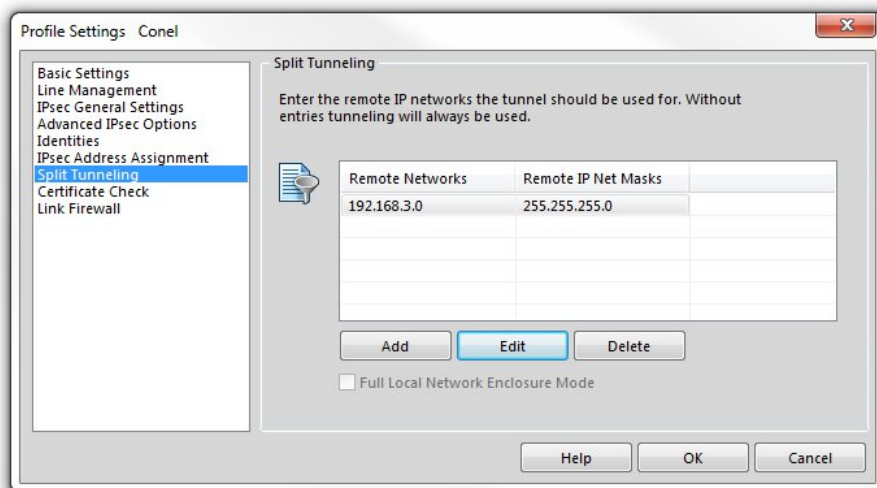 Profile Settings Conel
Basic Settings
Line Management
IPsec General Settings
Advanced IPsec Options
Identities
IPsec Address Assignment
Split Tunneling
Certificate Check
Link Firewall
Split Tunneling
Enter the remote IP networks the tunnel should be used for. Without
entries tunneling will always be used.
Remote Networks Remote IP Net Masks
192.168.3.0 255.255.255.0
Add Edit Delete
Full Local Network Enclosure Mode
Help OK Cancel